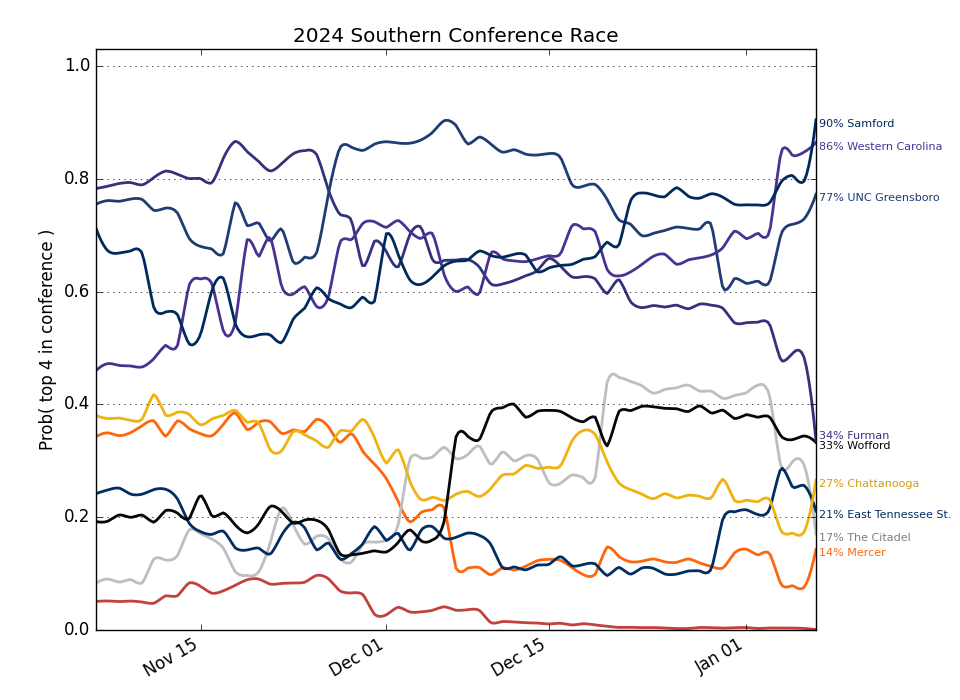 2024 Southern Conference Race
Prob( top 4 in conference )
1.0
0.8
0.6
0.4
0.2
0.0
Nov 15
Dec 01
Dec 15
Jan 01
90% Samford
86% Western Carolina
77% UNC Greensboro
34% Furman
33% Wofford
27% Chattanooga
21% East Tennessee St.
17% The Citadel
14% Mercer